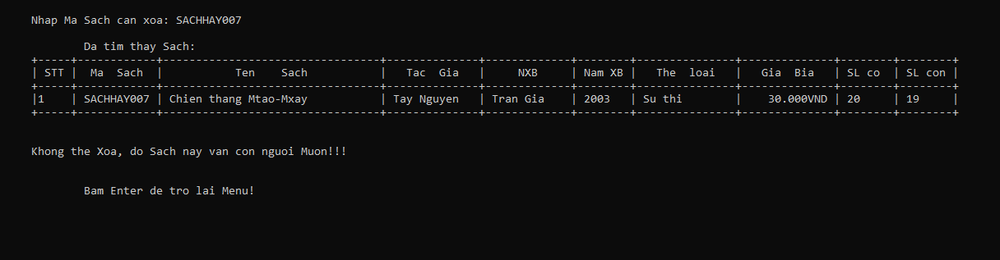 Nhap Ma Sach can xoa: SACHHAY007
Da tim thay Sach:
+-----+------------+---------------------------------+--------------+-------------+--------+---------------+--------------+--------+--------+
| STT |  Ma  Sach  |           Ten    Sach           |   Tac  Gia   |     NXB     | Nam XB |   The  loai   |   Gia  Bia   | SL co  | SL con |
+-----+------------+---------------------------------+--------------+-------------+--------+---------------+--------------+--------+--------+
|1    | SACHHAY007 | Chien thang Mtao-Mxay           | Tay Nguyen   | Tran Gia    | 2003   | Su thi        |    30.000VND | 20     | 19     |
+-----+------------+---------------------------------+--------------+-------------+--------+---------------+--------------+--------+--------+
Khong the Xoa, do Sach nay van con nguoi Muon!!!
Bam Enter de tro lai Menu!